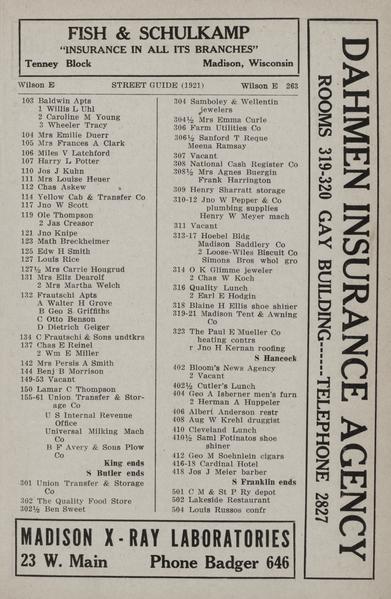 FISH & SCHULKAMP
"INSURANCE IN ALL ITS BRANCHES"
Tenney Block Madison, Wisconsin
Wilson E STREET GUIDE (1921) Wilson E 263
103 Baldwin Apts
1 Willis L Uhl
2 Caroline M Young
3 Wheeler Tracy
104 Mrs Emilie Duerr
105 Mrs Frances A Clark
106 Miles V Latchford
107 Harry L Potter
110 Jos J Kuhn
111 Mrs Louise Heuer
112 Chas Askew
114 Yellow Cab & Transfer Co
117 Jno W Scott
119 Ole Thompson
2 Jas Creasor
121 Jno Knipe
123 Math Breckheimer
125 Edw H Smith
127 Louis Rice
127½ Mrs Carrie Hougrud
131 Mrs Eliz Dearolf
2 Mrs Martha Welch
132 Frautschi Apts
A Walter H Grove
B Geo S Griffiths
C Otto Benson
D Dietrich Geiger
134 C Frautschi & Sons undtkrs
137 Chas E Reinel
2 Wm E Miller
142 Mrs Persis A Smith
144 Benj B Morrison
149-53 Vacant
150 Lamar C Thompson
155-61 Union Transfer & Stor-
age Co
U S Internal Revenue
Office
Universal Milking Mach
Co
B F Avery & Sons Plow
Co
King ends
S Butler ends
301 Union Transfer & Storage
Co
302 The Quality Food Store
302½ Ben Sweet
304 Samboley & Wellentin
jewelers
304½ Mrs Emma Curle
306 Farm Utilities Co
306½ Sanford T Reque
Meena Ramsay
307 Vacant
308 National Cash Register Co
308½ Mrs Agnes Buergin
Frank Harrington
309 Henry Sharratt storage
310-12 Jno W Pepper & Co
plumbing supplies
Henry W Meyer mach
311 Vacant
313-17 Hoebel Bldg
Madison Saddlery Co
2 Loose-Wiles Biscuit Co
Simons Bros whol gro
314 O K Glimme jeweler
2 Chas W Koch
316 Quality Lunch
2 Earl E Hodgin
318 Blaine H Ellis shoe shiner
319-21 Madison Tent & Awning
Co
323 The Paul E Mueller Co
heating contrs
r Jno H Kernan roofing
S Hancock
402 Bloom's News Agency
2 Vacant
402½ Cutler's Lunch
404 Geo A Isberner men's furn
2 Herman A Huppeler
406 Albert Anderson restr
408 Aug W Krehl druggist
410 Cleveland Lunch
410½ Saml Fotinatos shoe
shiner
412 Geo M Soehnlein cigars
416-18 Cardinal Hotel
418 Jos J Meier barber
S Franklin ends
501 C M & St P Ry depot
502 Lakeside Restaurant
504 Louis Russos confr
MADISON X-RAY LABORATORIES
23 W. Main Phone Badger 646
DAHMEN INSURANCE AGENCY
ROOMS 319-320 GAY BUILDING------TELEPHONE 2827